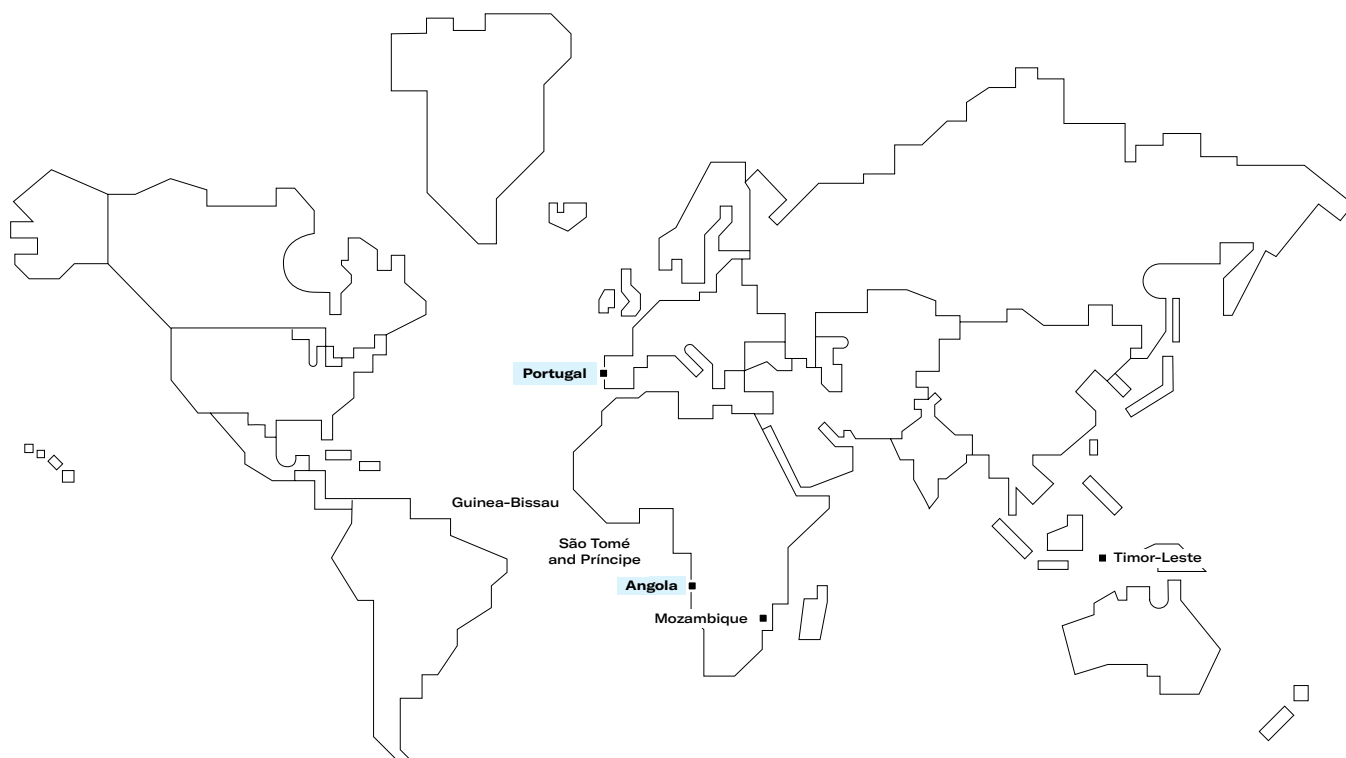 Portugal
Guinea-Bissau
São Tomé
and Príncipe
Angola
Timor-Leste
Mozambique